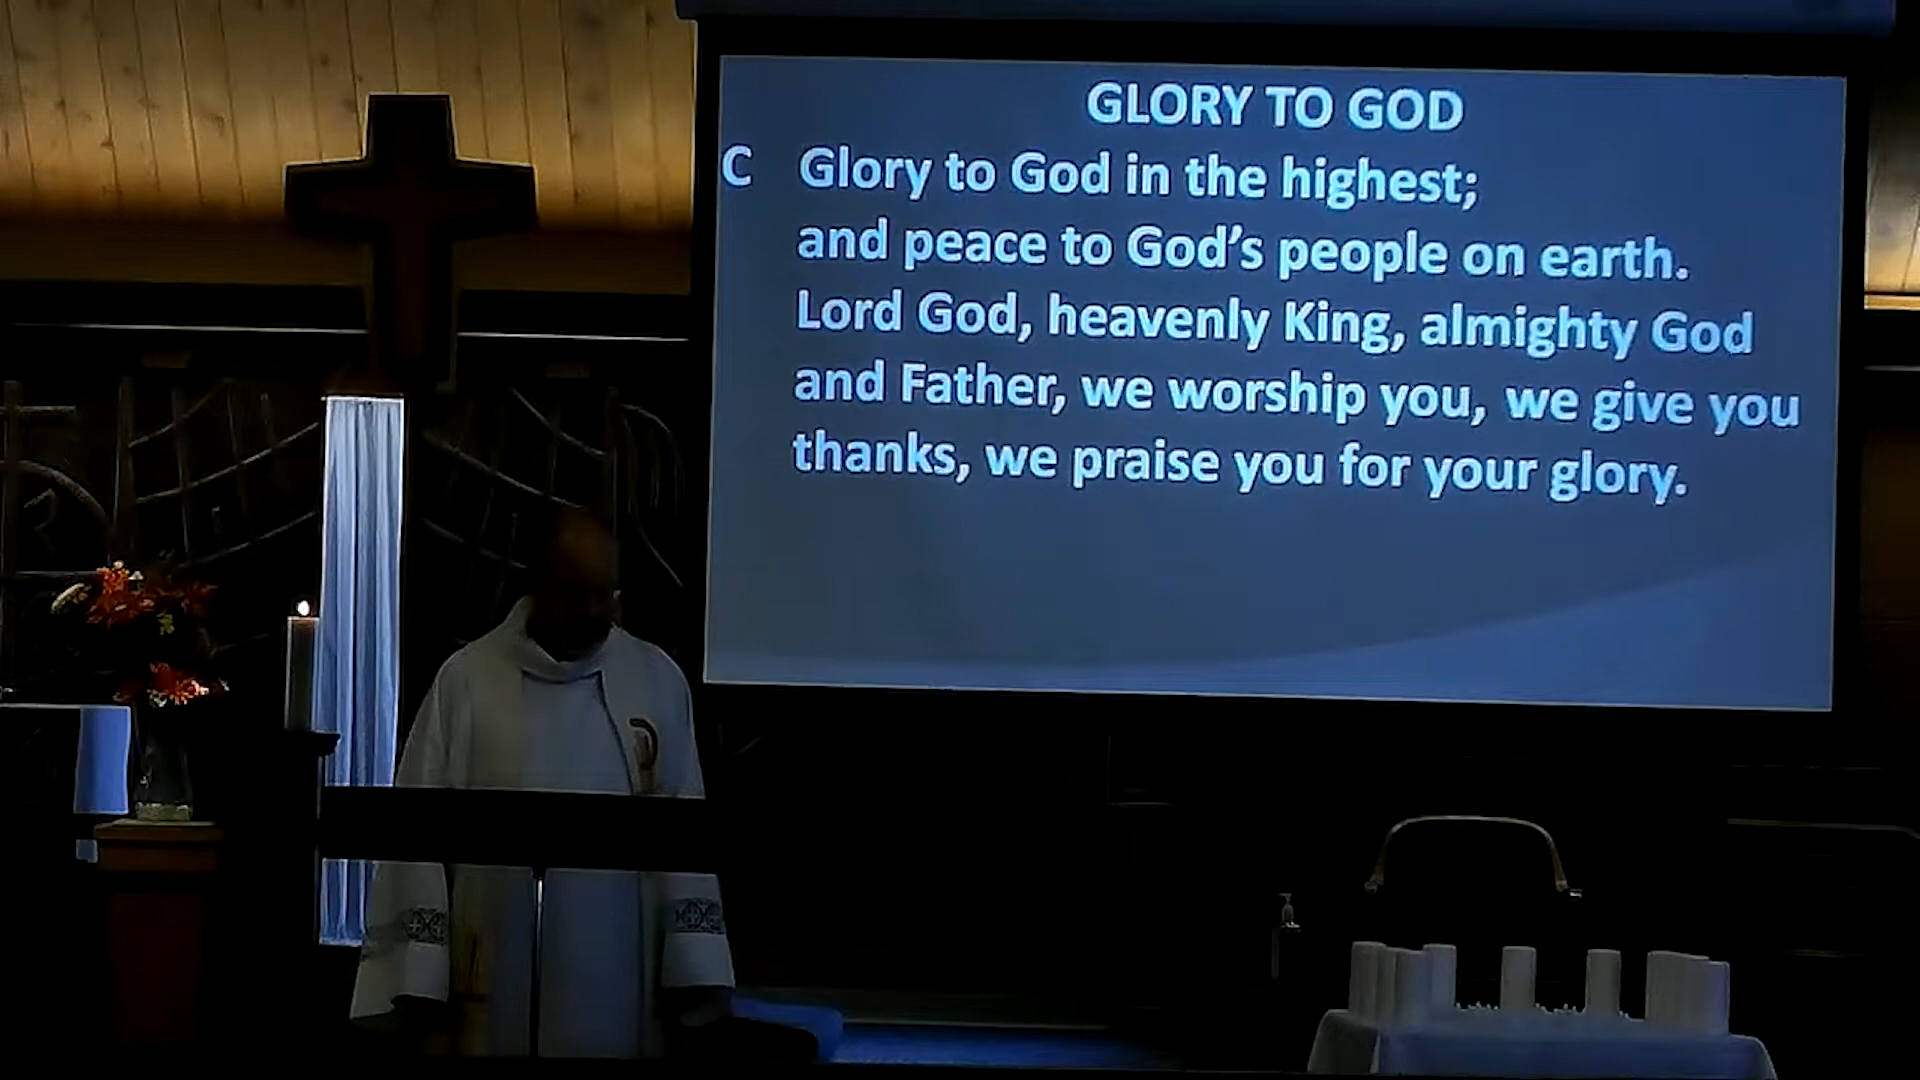 GLORY TO GOD
C Glory to God in the highest;
and peace to God’s people on earth.
Lord God, heavenly King, almighty God
and Father, we worship you, we give you
thanks, we praise you for your glory.